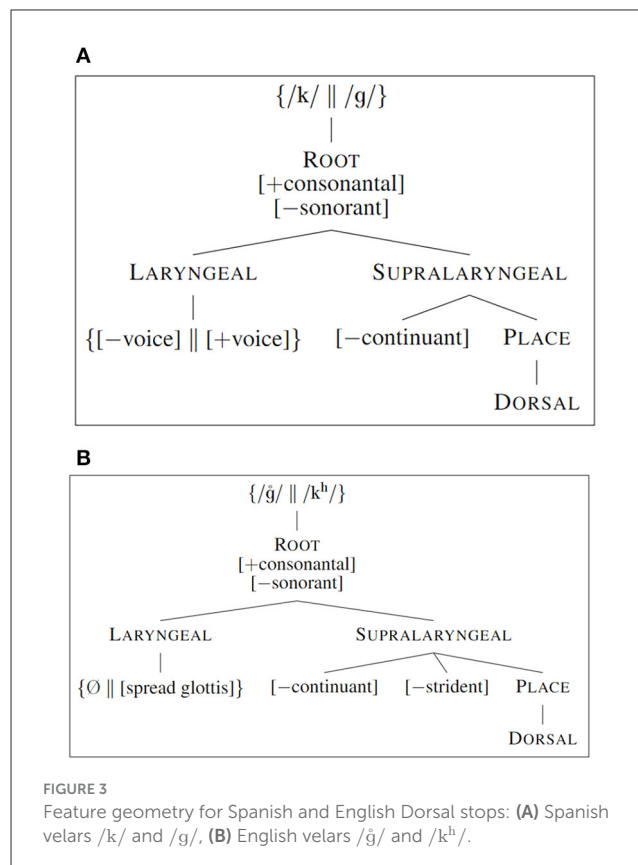 A
{/k/ ‖ /g/}
ROOT
[+consonantal]
[−sonorant]
LARYNGEAL SUPRALARYNGEAL
{[−voice] ‖ [+voice]} [−continuant] PLACE
DORSAL
B
{/g̊/ ‖ /kʰ/}
ROOT
[+consonantal]
[−sonorant]
LARYNGEAL SUPRALARYNGEAL
{Ø ‖ [spread glottis]} [−continuant] [−strident] PLACE
DORSAL
FIGURE 3
Feature geometry for Spanish and English Dorsal stops: (A) Spanish
velars /k/ and /g/, (B) English velars /g̊/ and /kʰ/.